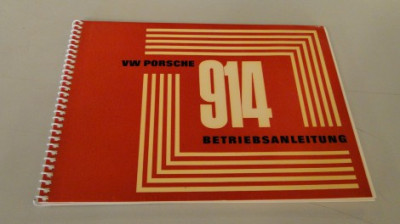 VW PORSCHE
914
BETRIEBSANLEITUNG